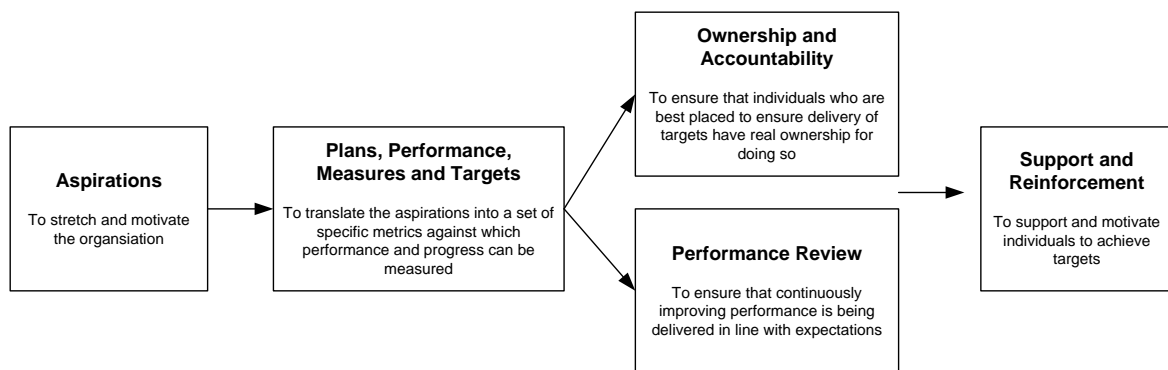 Aspirations
To stretch and motivate
the organsiation
Plans, Performance,
Measures and Targets
To translate the aspirations into a set of
specific metrics against which
performance and progress can be
measured
Ownership and
Accountability
To ensure that individuals who are
best placed to ensure delivery of
targets have real ownership for
doing so
Performance Review
To ensure that continuously
improving performance is being
delivered in line with expectations
Support and
Reinforcement
To support and motivate
individuals to achieve
targets